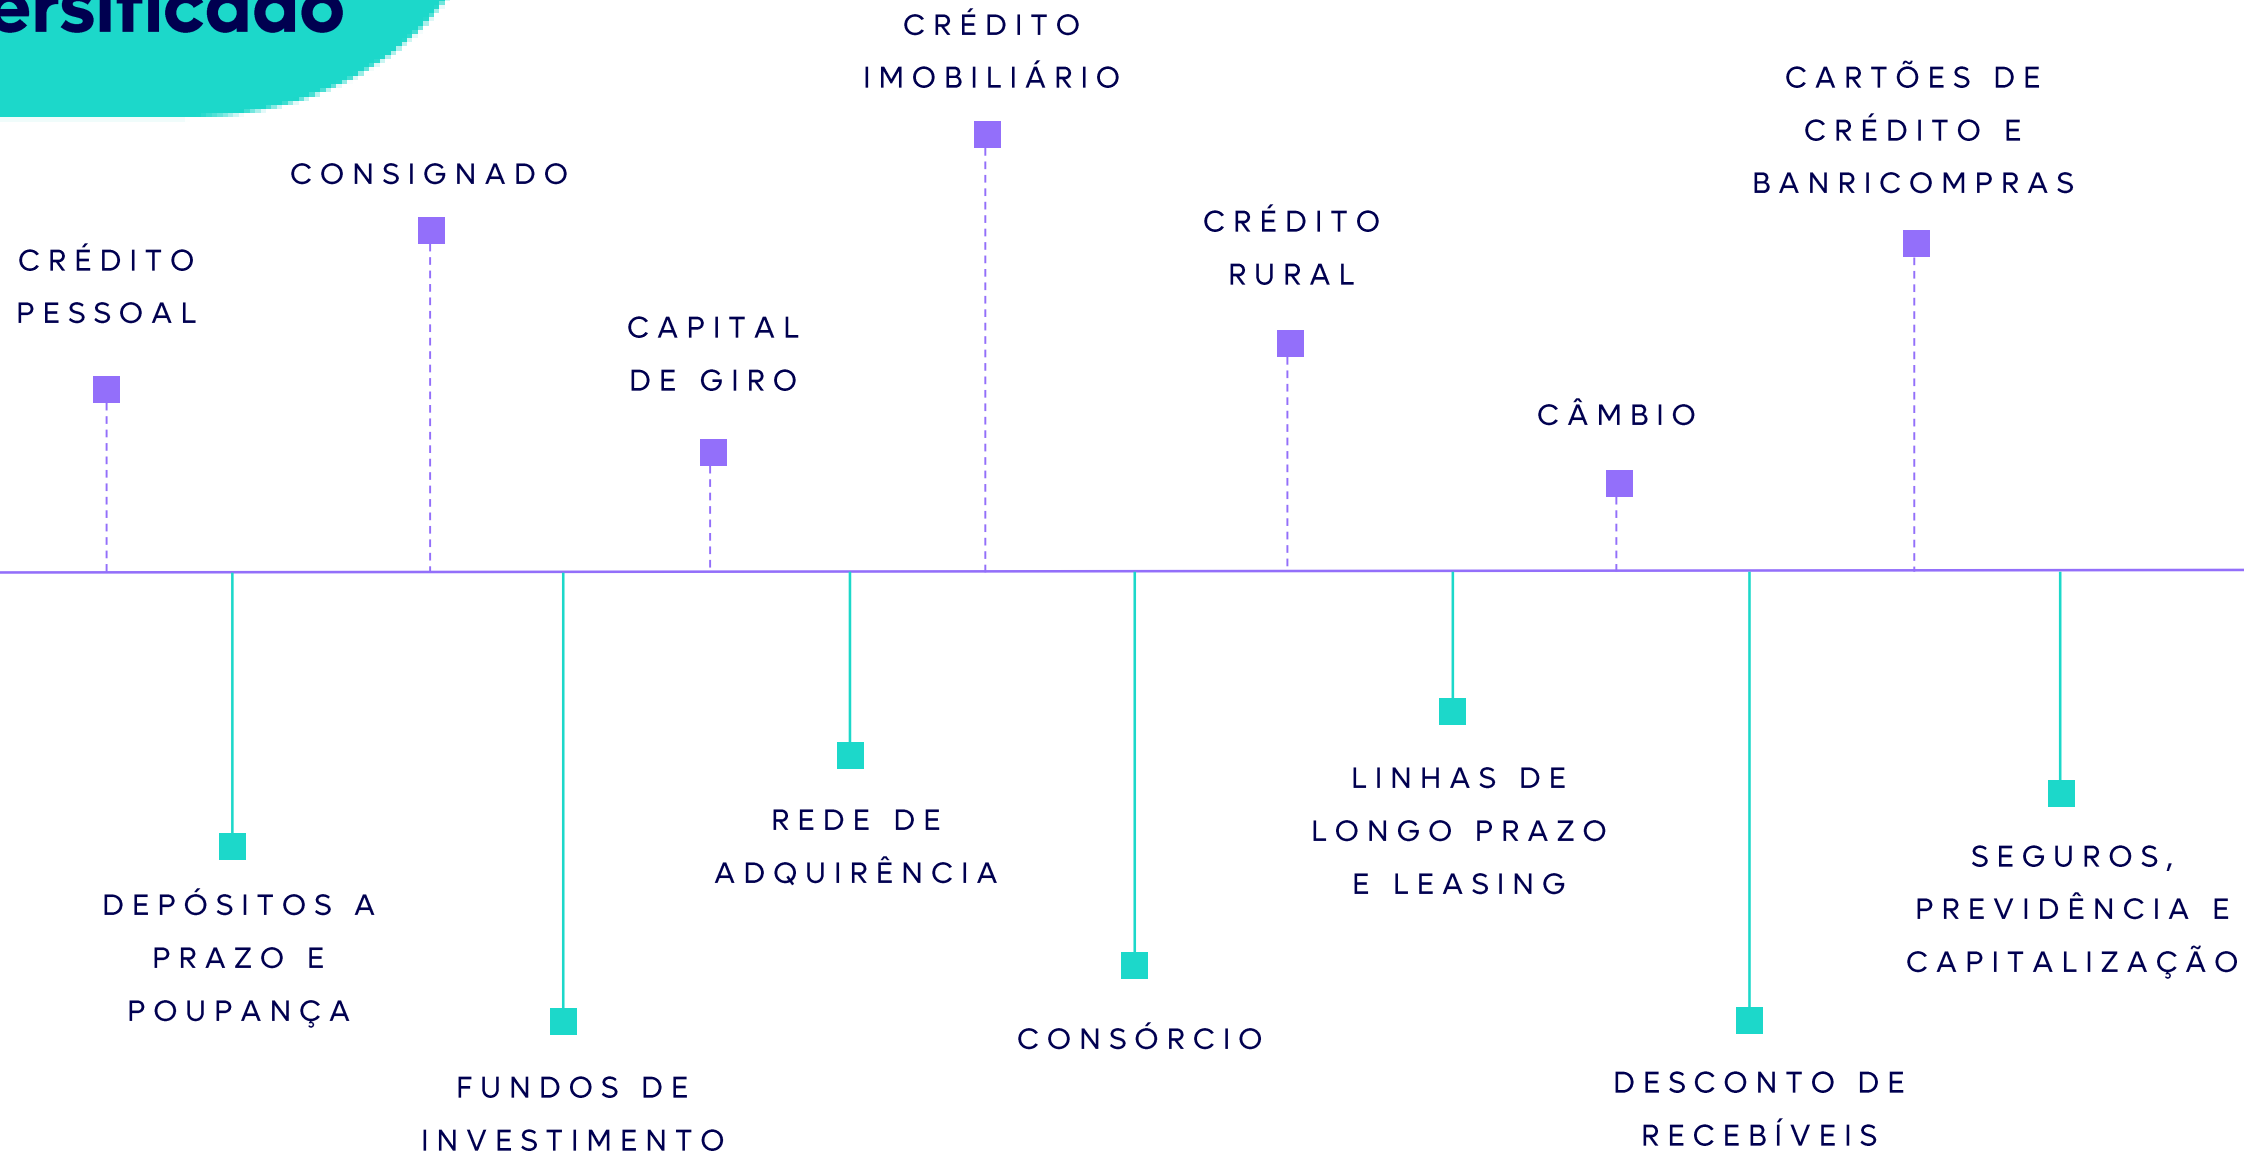 CRÉDITO
IMOBILIÁRIO
CARTÕES DE
CRÉDITO E
BANRICOMPRAS
CONSIGNADO
CRÉDITO
RURAL
CRÉDITO
PESSOAL
CAPITAL
DE GIRO
CÂMBIO
LINHAS DE
LONGO PRAZO
E LEASING
REDE DE
ADQUIRÊNCIA
SEGUROS,
PREVIDÊNCIA E
CAPITALIZAÇÃO
DEPÓSITOS A
PRAZO E
POUPANÇA
CONSÓRCIO
FUNDOS DE
INVESTIMENTO
DESCONTO DE
RECEBÍVEIS